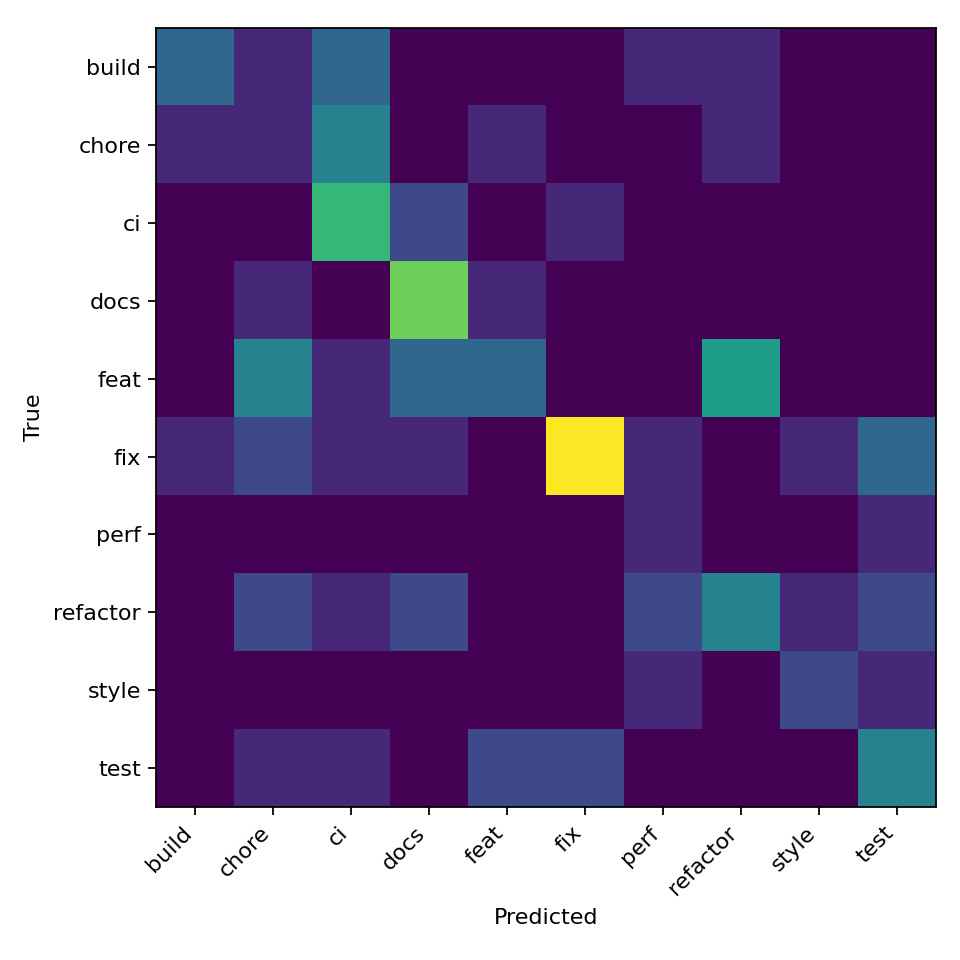 build
chore
ci
docs
feat
fix
perf
refactor
style
test
True
build
chore
ci
docs
feat
fix
perf
refactor
style
test
Predicted